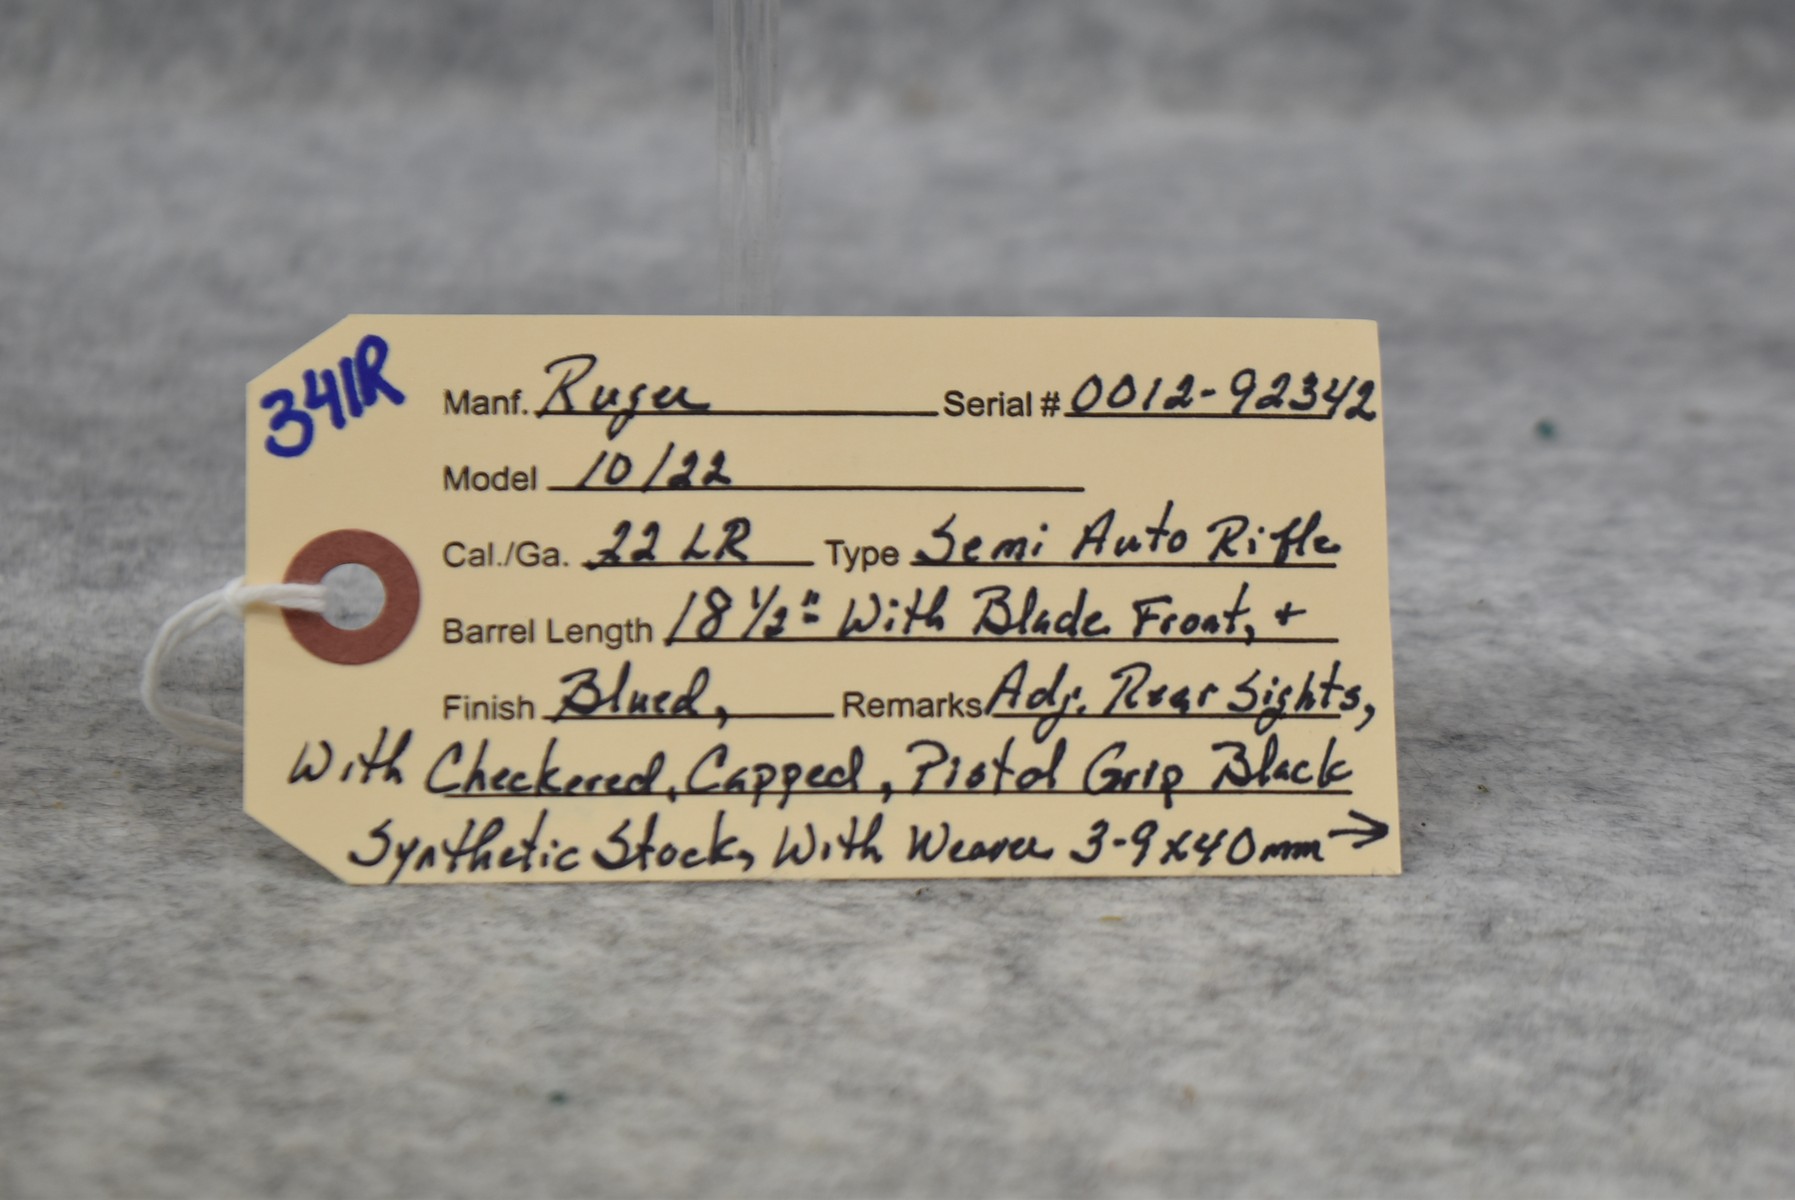 341R
Manf. Ruger Serial # 0012-92342
Model 10/22
Cal./Ga. 22 LR Type Semi Auto Rifle
Barrel Length 18 1/2" With Blade Front, +
Finish Blued, Remarks Adj. Rear Sights,
With Checkered, Capped, Pistol Grip Black
Synthetic Stock, With Weaver 3-9x40mm →